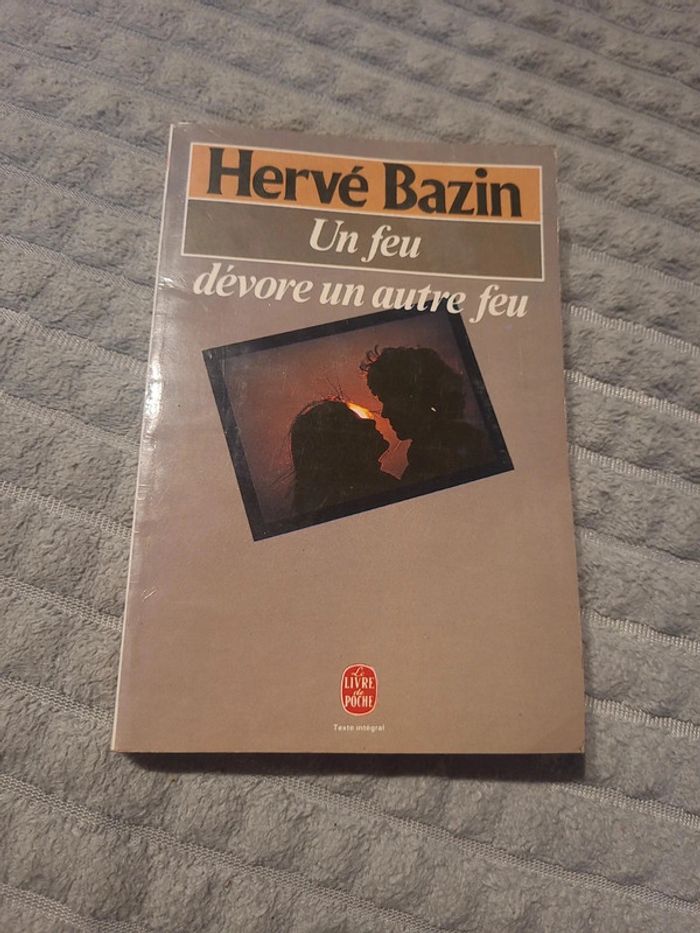 Hervé Bazin
Un feu
dévore un autre feu
Le
LIVRE
de
POCHE
Texte intégral